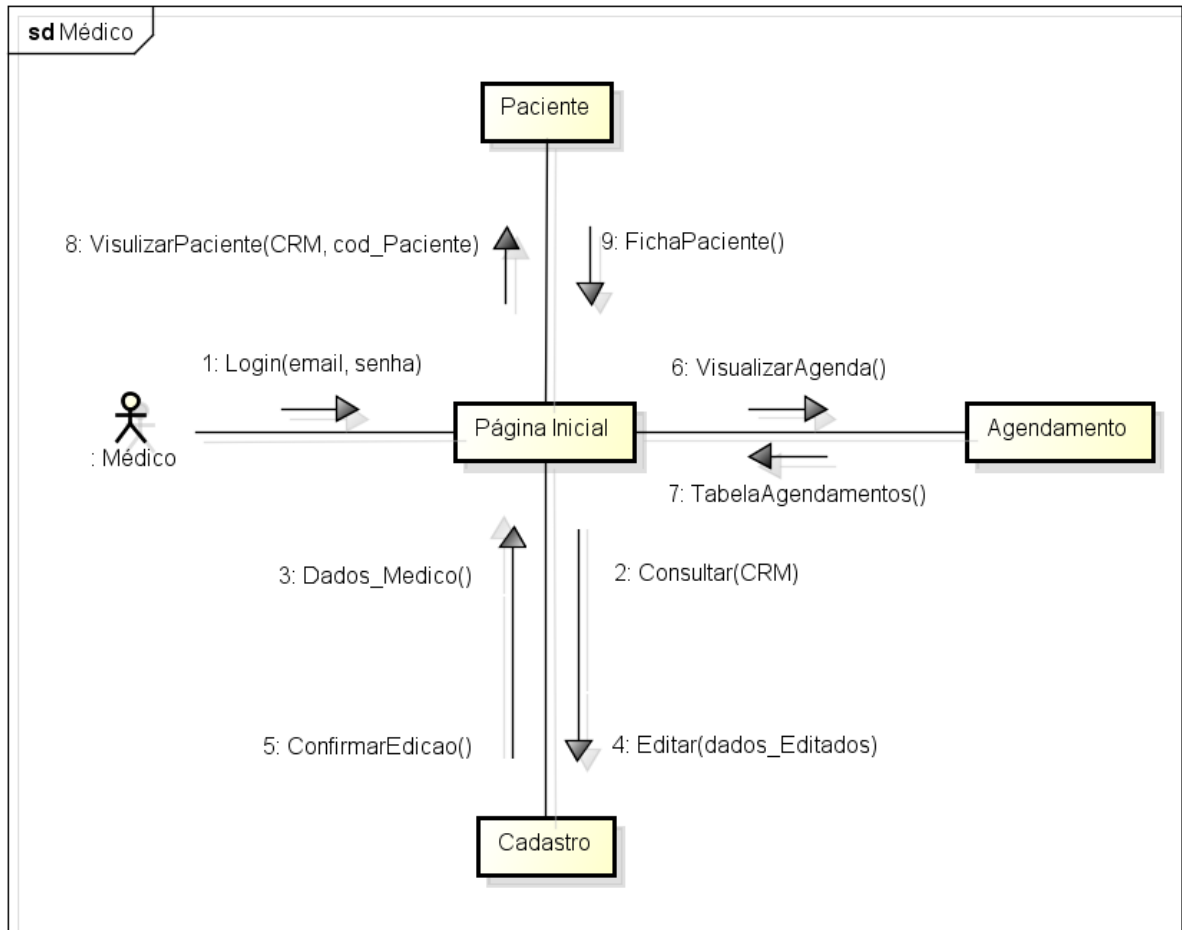 sd Médico
Paciente
8: VisulizarPaciente(CRM, cod_Paciente)
9: FichaPaciente()
1: Login(email, senha)
6: VisualizarAgenda()
Página Inicial
Agendamento
: Médico
7: TabelaAgendamentos()
3: Dados_Medico()
2: Consultar(CRM)
5: ConfirmarEdicao()
4: Editar(dados_Editados)
Cadastro